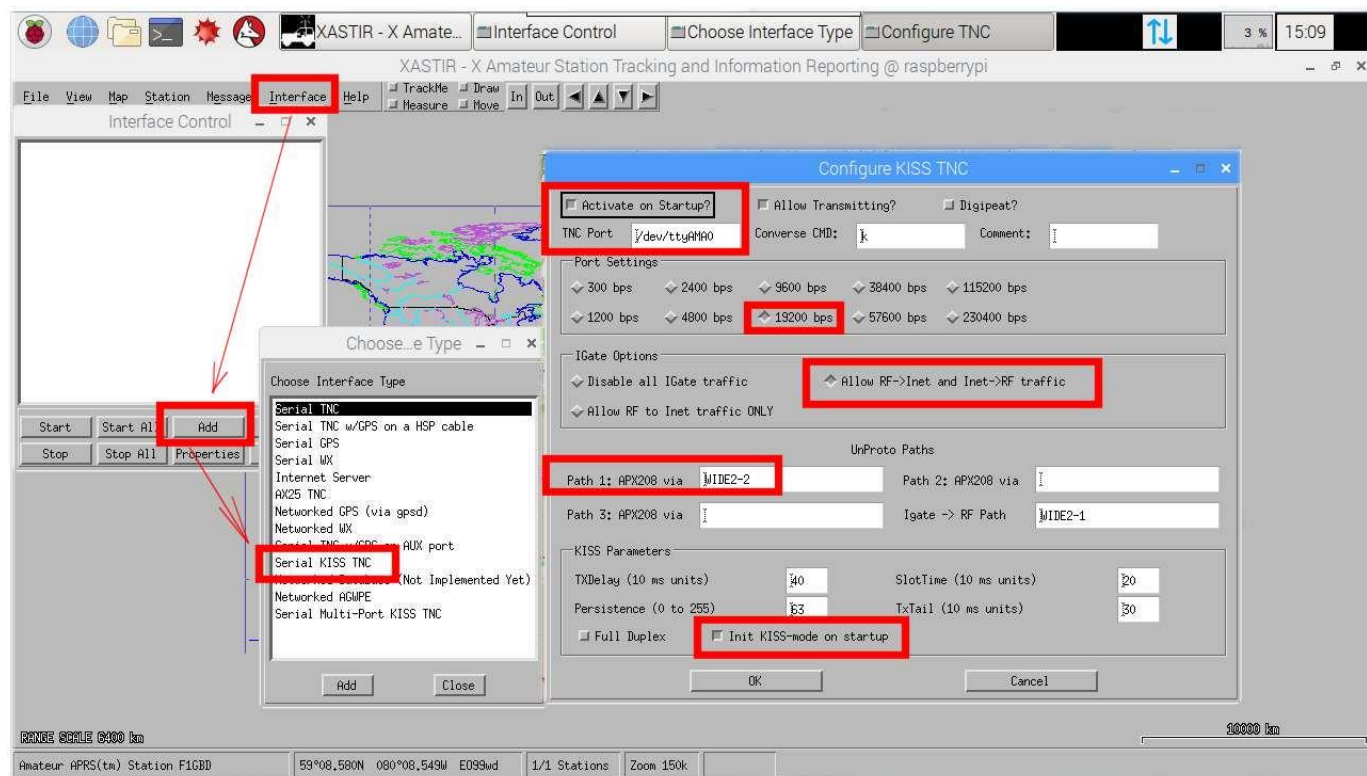 XASTIR - X Amate... Interface Control Choose Interface Type Configure TNC 3 % 15:09
XASTIR - X Amateur Station Tracking and Information Reporting @ raspberrypi
File View Map Station Message Interface Help TrackMe Draw In Out
Measure Move
Interface Control
Start Start All Add
Stop Stop All Properties
Choose...e Type
Choose Interface Type
Serial TNC
Serial TNC w/GPS on a HSP cable
Serial GPS
Serial WX
Internet Server
AX25 TNC
Networked GPS (via gpsd)
Networked WX
Serial TNC w/GPS on AUX port
Serial KISS TNC
Networked Database (Not Implemented Yet)
Networked AGWPE
Serial Multi-Port KISS TNC
Add Close
Configure KISS TNC
Activate on Startup? Allow Transmitting? Digipeat?
TNC Port /dev/ttyAMA0 Converse CMD: k Comment:
Port Settings
300 bps 2400 bps 9600 bps 38400 bps 115200 bps
1200 bps 4800 bps 19200 bps 57600 bps 230400 bps
IGate Options
Disable all IGate traffic Allow RF->Inet and Inet->RF traffic
Allow RF to Inet traffic ONLY
UnProto Paths
Path 1: APX208 via WIDE2-2 Path 2: APX208 via
Path 3: APX208 via Igate -> RF Path WIDE2-1
KISS Parameters
TXDelay (10 ms units) 40 SlotTime (10 ms units) 20
Persistence (0 to 255) 63 TxTail (10 ms units) 30
Full Duplex Init KISS-mode on startup
OK Cancel
RANGE SCALE 6400 km 10000 km
Amateur APRS(tm) Station F1GBD 59°08.580N 080°08.549W EO99wd 1/1 Stations Zoom 150k